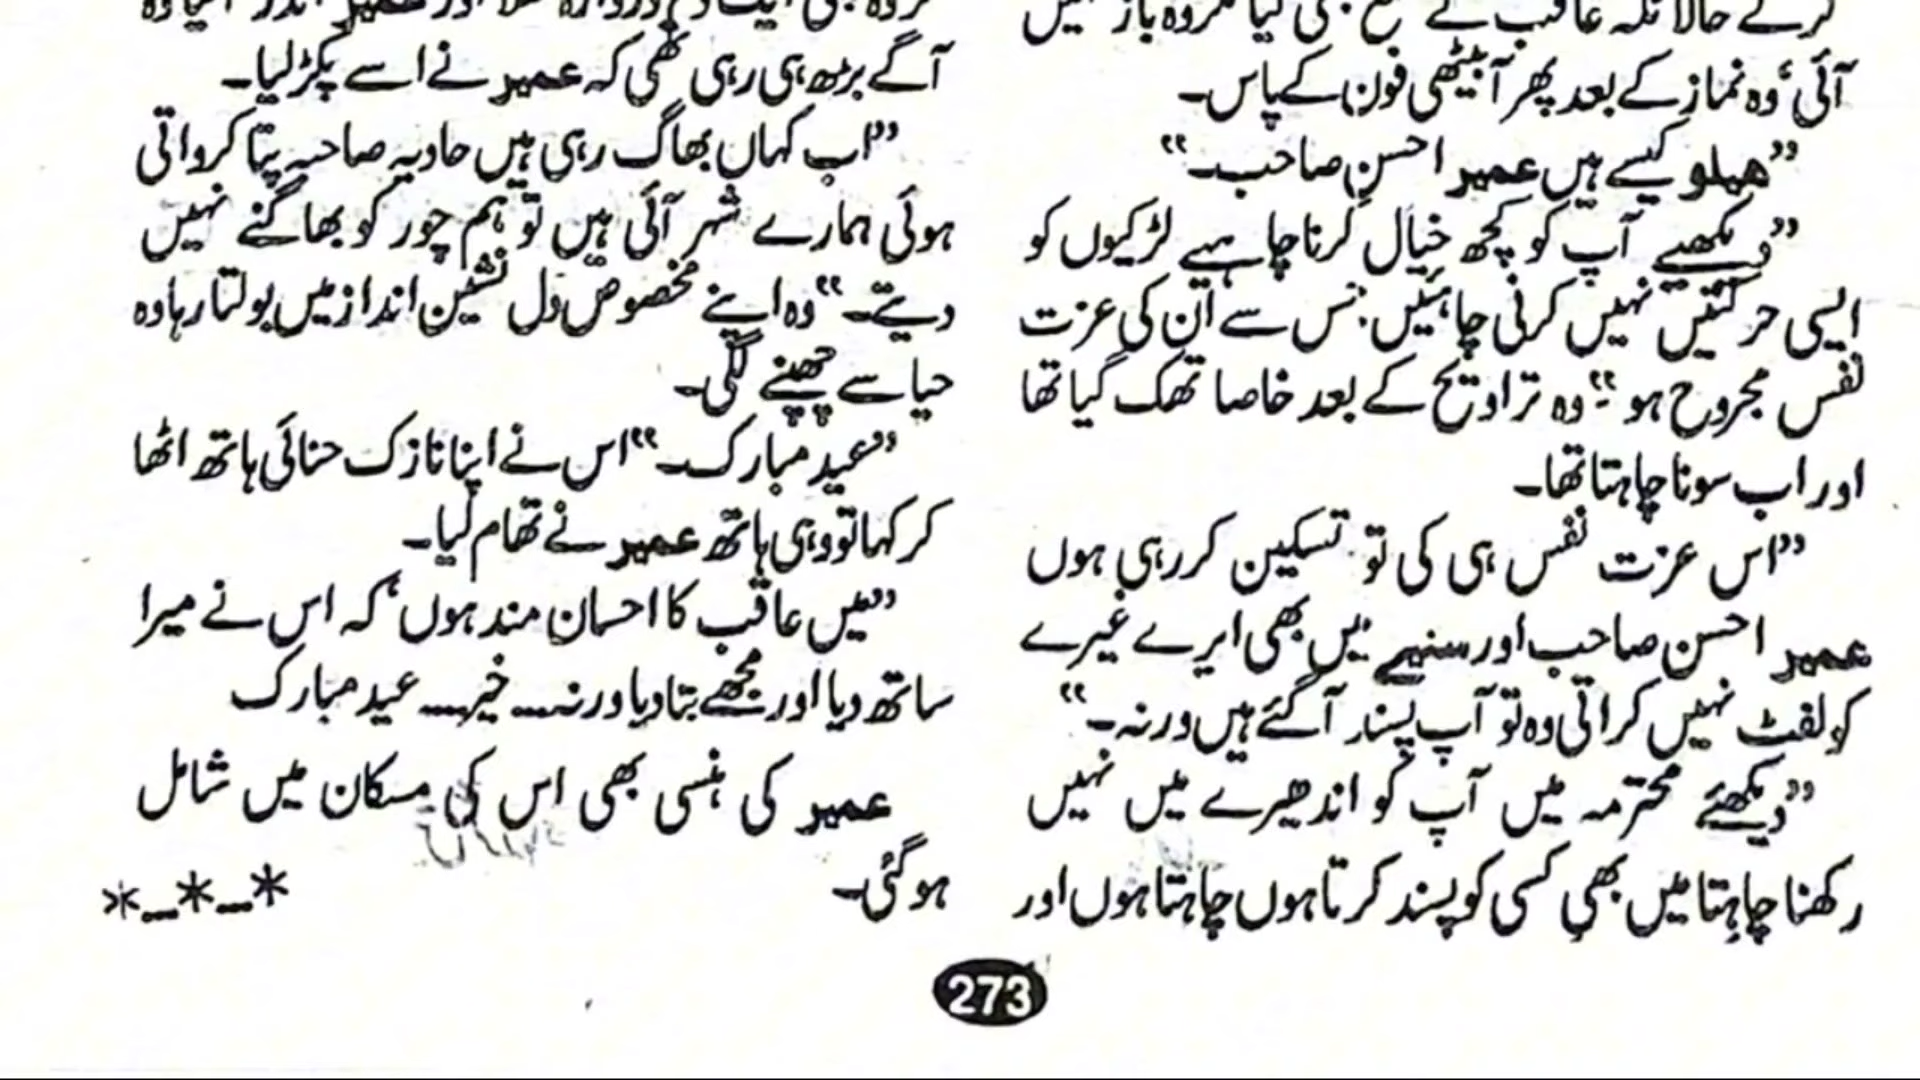 کرنے حالانکہ عاقب نے منع بھی کیا مگر وہ باز نہیں
آئی، وہ نماز کے بعد پھر آ بیٹھی فون کے پاس۔
”ہیلو کیسے ہیں عمیر احسن صاحب۔“
”دیکھیے آپ کو کچھ خیال کرنا چاہیے لڑکیوں کو
ایسی حرکتیں نہیں کرنی چاہئیں جس سے ان کی عزت
نفس مجروح ہو۔“ وہ تراویح کے بعد خاصا تھک گیا تھا
اور اب سونا چاہتا تھا۔
”اس عزت نفس ہی کی تو تسکین کر رہی ہوں
عمیر احسن صاحب اور سنیے میں بھی ایرے غیرے
کو لفٹ نہیں کراتی وہ تو آپ پسند آگئے ہیں ورنہ۔“
”دیکھئے محترمہ میں آپ کو اندھیرے میں نہیں
رکھنا چاہتا میں بھی کسی کو پسند کرتا ہوں چاہتا ہوں اور
آگے بڑھ ہی رہی تھی کہ عمیر نے اسے پکڑ لیا۔
”اب کہاں بھاگ رہی ہیں حادیہ صاحبہ پتا کرواتی
ہوئی ہمارے شہر آئی ہیں تو ہم چور کو بھاگنے نہیں
دیتے۔“ وہ اپنے مخصوص دل نشین انداز میں بولتا رہا وہ
حیا سے چھپنے لگی۔
”عید مبارک۔“ اس نے اپنا نازک حنائی ہاتھ اٹھا
کر کہا تو وہی ہاتھ عمیر نے تھام لیا۔
”میں عاقب کا احسان مند ہوں، کہ اس نے میرا
ساتھ دیا اور مجھے بتا دیا ورنہ... خیر... عید مبارک
عمیر کی ہنسی بھی اس کی مسکان میں شامل
ہوگئی۔
*_*_*
273